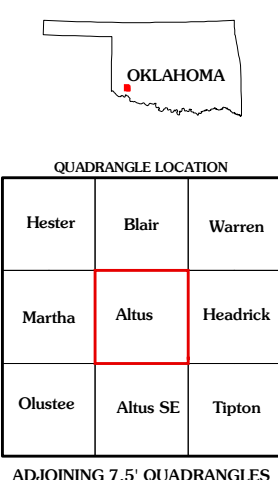 OKLAHOMA
QUADRANGLE LOCATION
Hester Blair Warren
Martha Altus Headrick
Olustee Altus SE Tipton
ADJOINING 7.5' QUADRANGLES